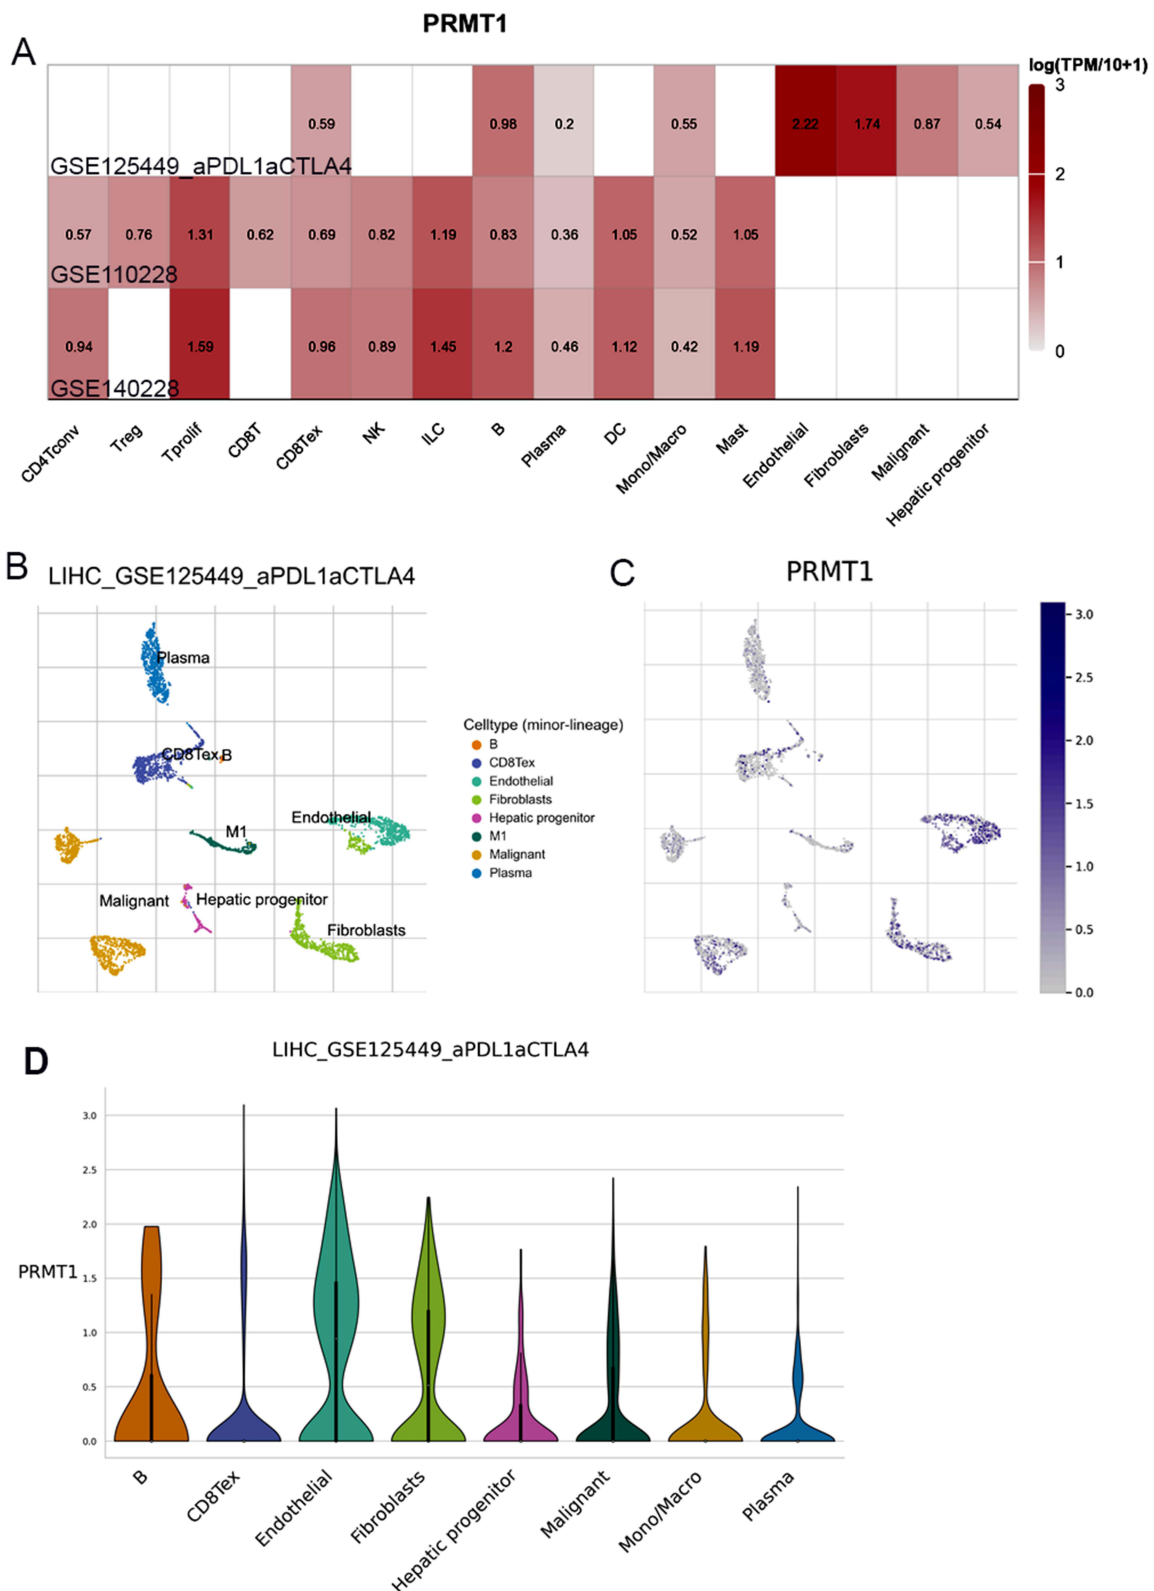 PRMT1
A
log(TPM/10+1)
3
2
1
0
0.59 0.98 0.2 0.55 2.22 1.74 0.87 0.54
GSE125449_aPDL1aCTLA4
0.57 0.76 1.31 0.62 0.69 0.82 1.19 0.83 0.36 1.05 0.52 1.05
GSE110228
0.94 1.59 0.96 0.89 1.45 1.2 0.46 1.12 0.42 1.19
GSE140228
CD4Tconv Treg Tprolif CD8T CD8Tex NK ILC B Plasma DC Mono/Macro Mast Endothelial Fibroblasts Malignant Hepatic progenitor
B
LIHC_GSE125449_aPDL1aCTLA4
Plasma
CD8Tex B
Endothelial
M1
Malignant
Hepatic progenitor
Fibroblasts
Celltype (minor-lineage)
B
CD8Tex
Endothelial
Fibroblasts
Hepatic progenitor
M1
Malignant
Plasma
C
PRMT1
3.0
2.5
2.0
1.5
1.0
0.5
0.0
D
LIHC_GSE125449_aPDL1aCTLA4
PRMT1
3.0
2.5
2.0
1.5
1.0
0.5
0.0
B CD8Tex Endothelial Fibroblasts Hepatic progenitor Malignant Mono/Macro Plasma